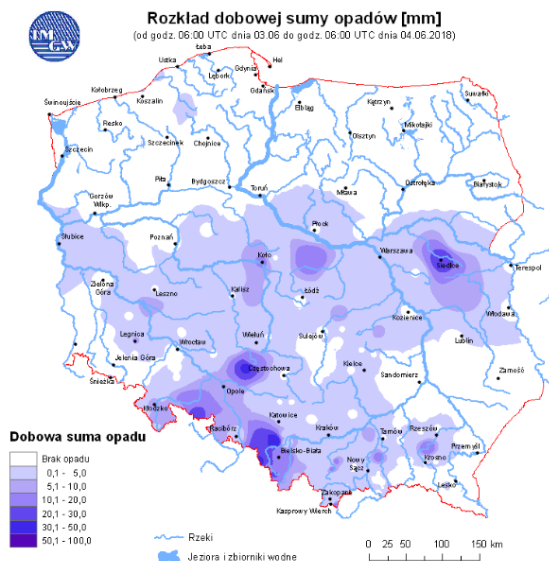 IM
GW
Rozkład dobowej sumy opadów [mm]
(od godz. 06:00 UTC dnia 03.06 do godz. 06:00 UTC dnia 04.06.2018)
Łeba
Ustka
Hel
Lębork
Gdynia
Gdańsk
Kołobrzeg
Koszalin
Świnoujście
Elbląg
Kętrzyn
Suwałki
Resko
Szczecinek
Chojnice
Olsztyn
Mikołajki
Szczecin
Piła
Bydgoszcz
Toruń
Mława
Ostrołęka
Białystok
Gorzów
Wlkp.
Płock
Słubice
Poznań
Koło
Warszawa
Siedlce
Terespol
Zielona
Góra
Leszno
Kalisz
Łódź
Kozienice
Włodawa
Legnica
Wrocław
Wieluń
Sulejów
Lublin
Jelenia Góra
Śnieżka
Częstochowa
Kielce
Sandomierz
Zamość
Opole
Kłodzko
Racibórz
Katowice
Kraków
Tarnów
Rzeszów
Przemyśl
Bielsko-Biała
Nowy
Sącz
Krosno
Lesko
Zakopane
Kasprowy Wierch
Dobowa suma opadu
Brak opadu
0,1 - 5,0
5,1 - 10,0
10,1 - 20,0
20,1 - 30,0
30,1 - 50,0
50,1 - 100,0
Rzeki
Jeziora i zbiorniki wodne
0 25 50 100 150 km